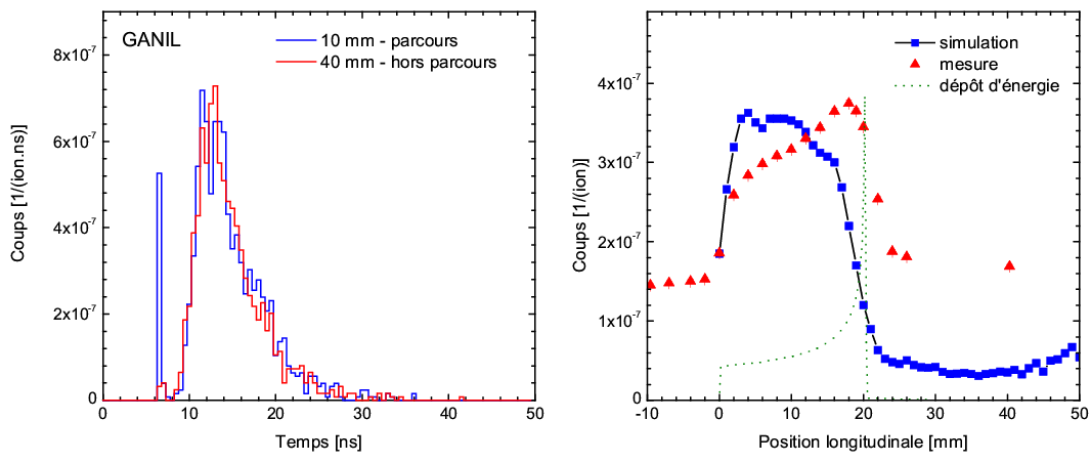 GANIL
10 mm - parcours
40 mm - hors parcours
8x10⁻⁷
6x10⁻⁷
4x10⁻⁷
2x10⁻⁷
0
0
10
20
30
40
50
Coups [1/(ion.ns)]
Temps [ns]
simulation
mesure
dépôt d'énergie
4x10⁻⁷
3x10⁻⁷
2x10⁻⁷
1x10⁻⁷
0
-10
0
10
20
30
40
50
Coups [1/(ion)]
Position longitudinale [mm]